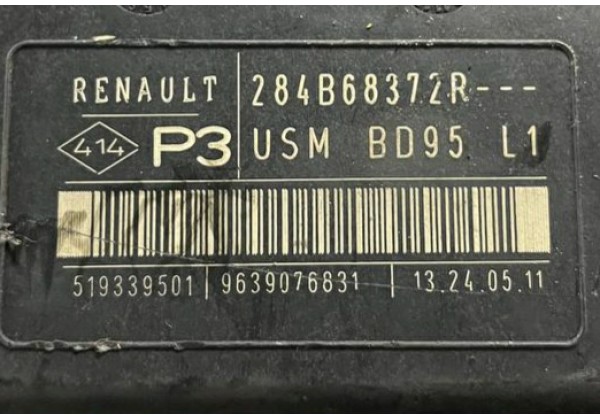 RENAULT 284B68372R---
414 P3 USM BD95 L1
519339501 9639076831 13.24.05.11